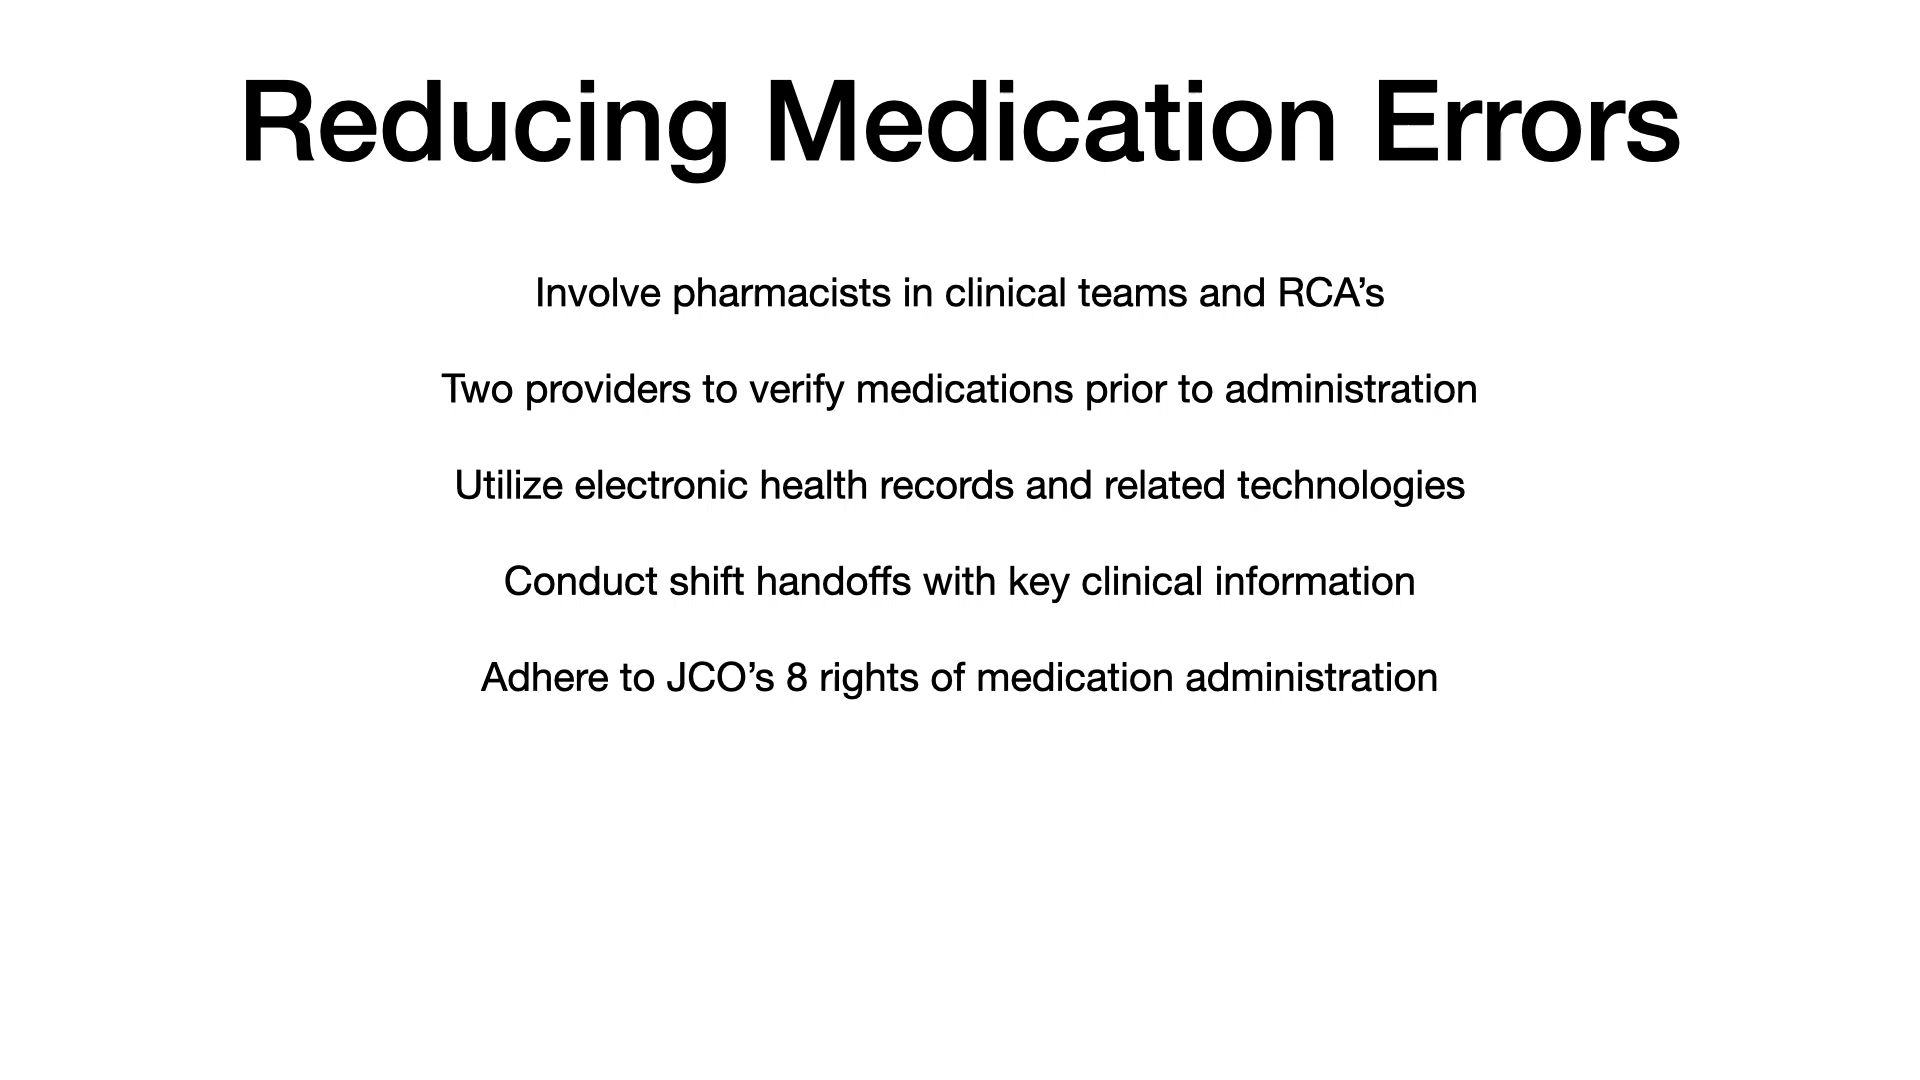 Reducing Medication Errors
Involve pharmacists in clinical teams and RCA’s
Two providers to verify medications prior to administration
Utilize electronic health records and related technologies
Conduct shift handoffs with key clinical information
Adhere to JCO’s 8 rights of medication administration